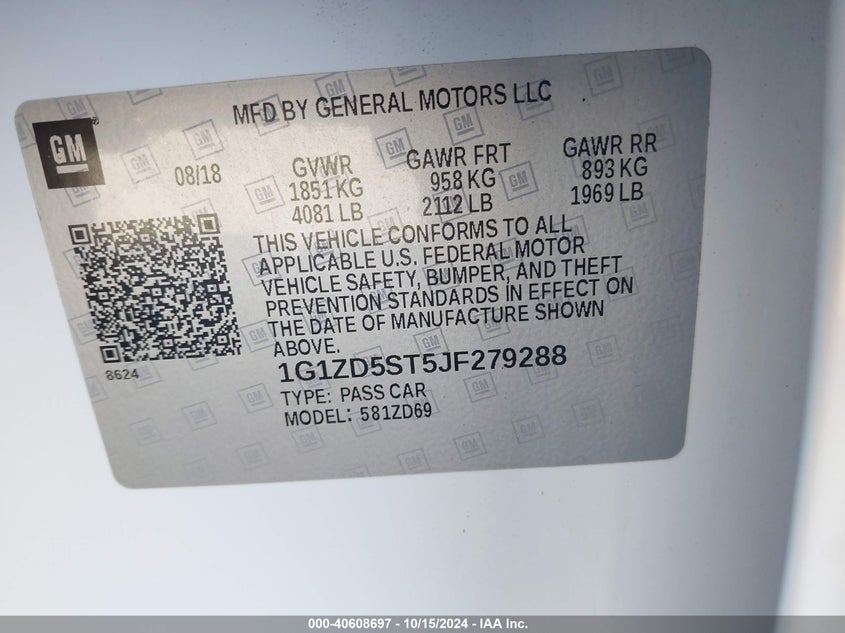 MFD BY GENERAL MOTORS LLC
GM
08/18
GVWR
1851 KG
4081 LB
GAWR FRT
958 KG
2112 LB
GAWR RR
893 KG
1969 LB
THIS VEHICLE CONFORMS TO ALL
APPLICABLE U.S. FEDERAL MOTOR
VEHICLE SAFETY, BUMPER, AND THEFT
PREVENTION STANDARDS IN EFFECT ON
THE DATE OF MANUFACTURE SHOWN
ABOVE.
8624
1G1ZD5ST5JF279288
TYPE: PASS CAR
MODEL: 581ZD69
000-40608697 - 10/15/2024 - IAA Inc.